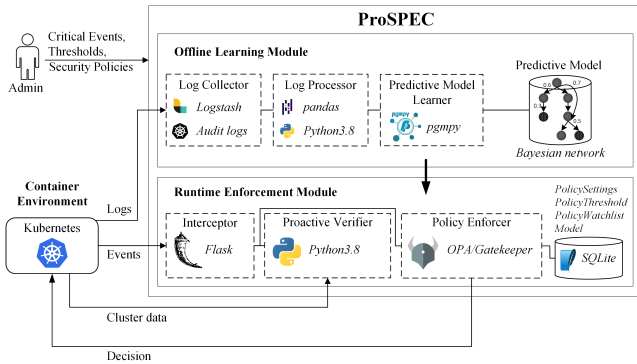 ProSPEC
Critical Events,
Thresholds,
Security Policies
Admin
Offline Learning Module
Log Collector
Logstash
Audit logs
Log Processor
pandas
Python3.8
Predictive Model
Learner
pgmpy
Predictive Model
0.6
0.7
0.3
0.5
Bayesian network
Container
Environment
Kubernetes
Logs
Events
Runtime Enforcement Module
Interceptor
Flask
Proactive Verifier
Python3.8
Policy Enforcer
OPA/Gatekeeper
PolicySettings
PolicyThreshold
PolicyWatchlist
Model
SQLite
Cluster data
Decision